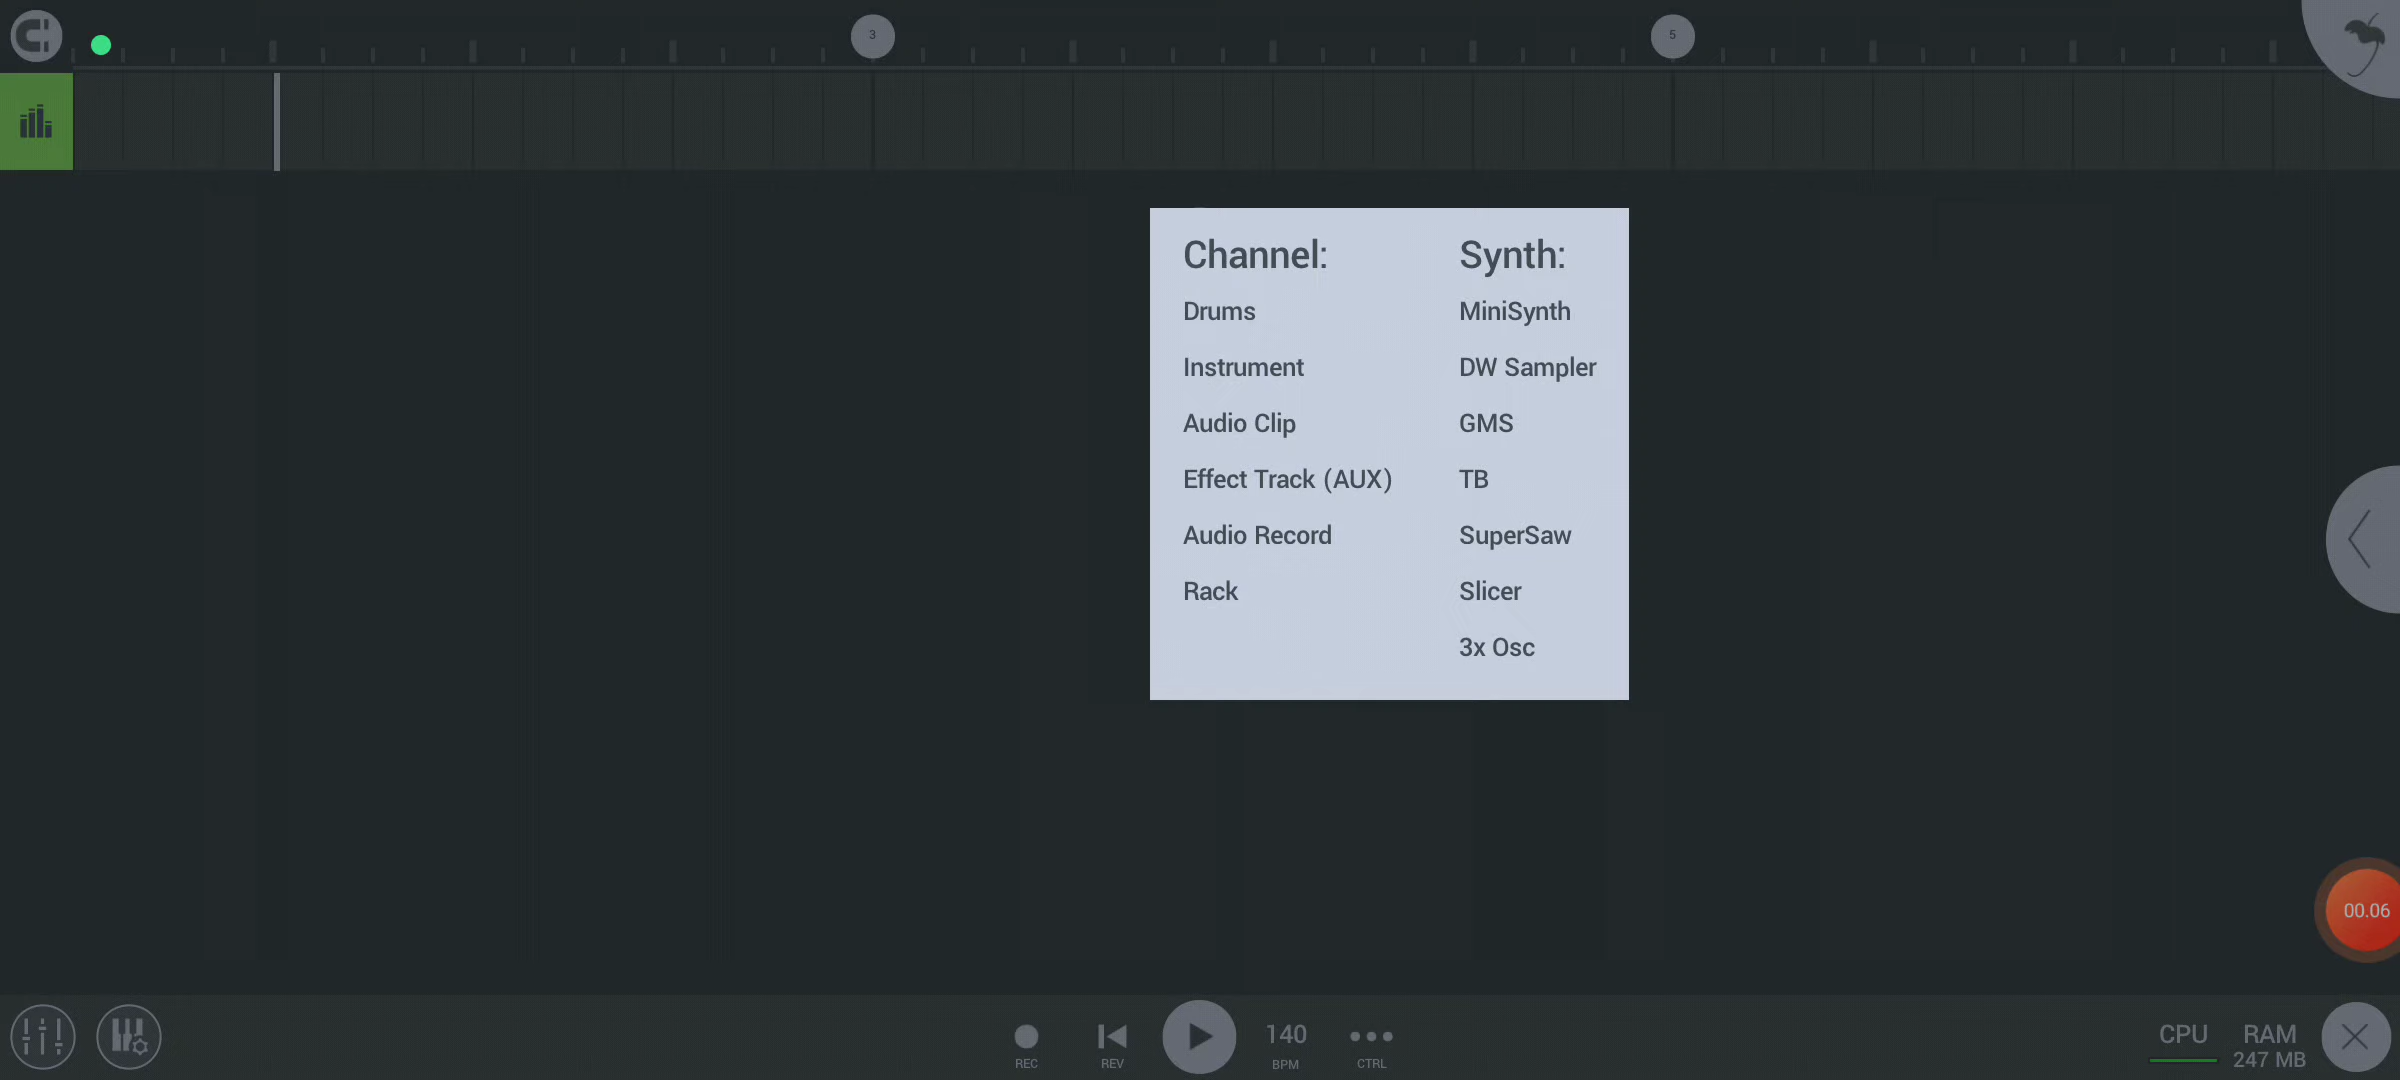 3
5
Channel:
Drums
Instrument
Audio Clip
Effect Track (AUX)
Audio Record
Rack
Synth:
MiniSynth
DW Sampler
GMS
TB
SuperSaw
Slicer
3x Osc
00.06
REC
REV
140
BPM
CTRL
CPU
RAM
247 MB